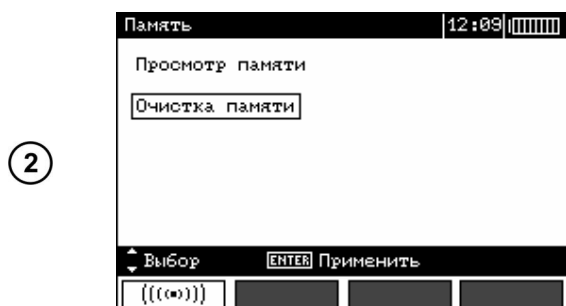 Память 12:09
Просмотр памяти
Очистка памяти
2
Выбор ENTER Применить